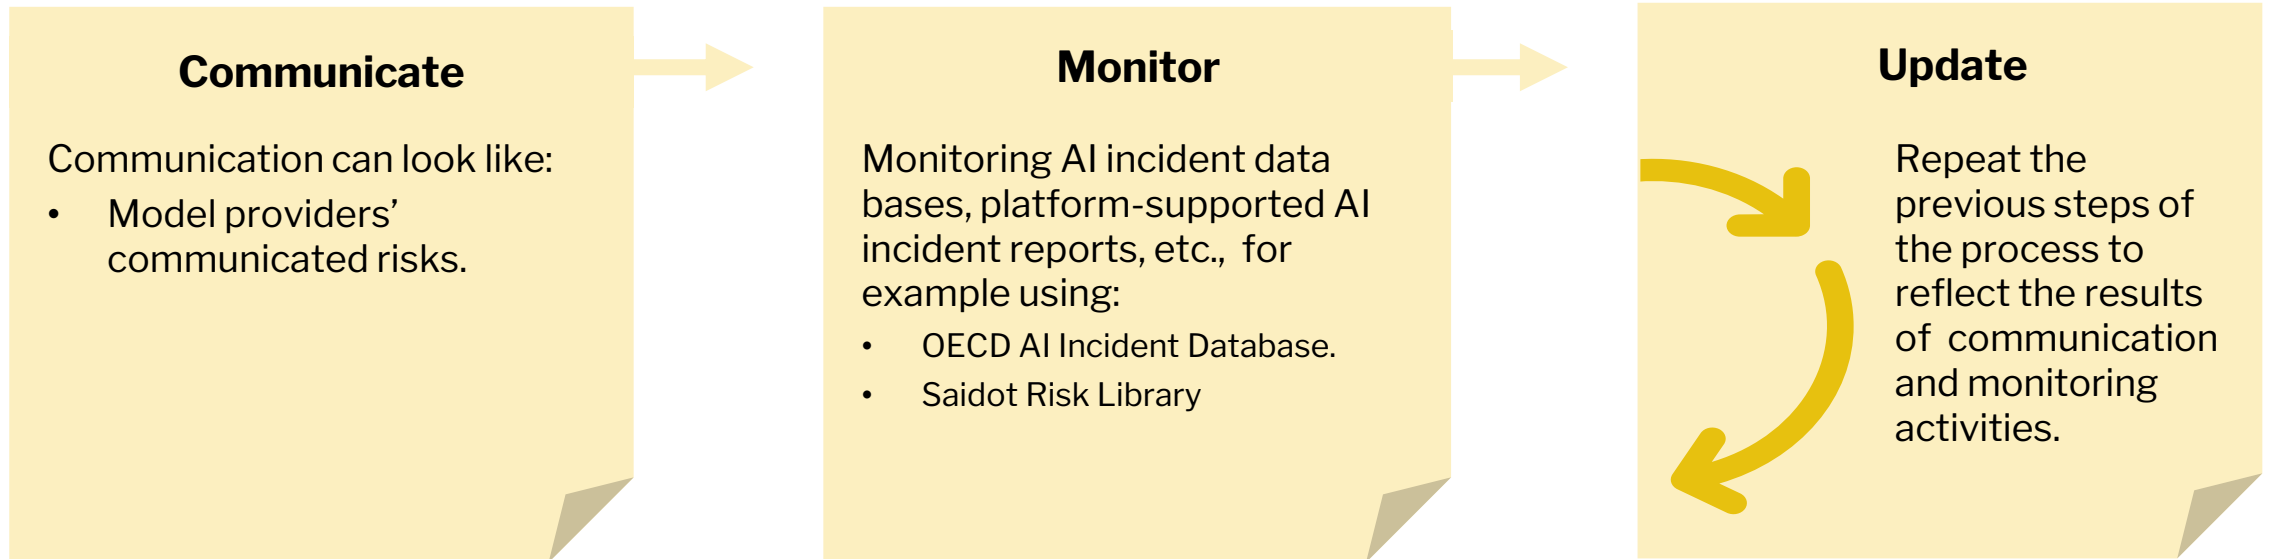 Communicate
Communication can look like:
• Model providers’
communicated risks.
Monitor
Monitoring AI incident data
bases, platform-supported AI
incident reports, etc.,  for
example using:
• OECD AI Incident Database.
• Saidot Risk Library
Update
Repeat the
previous steps of
the process to
reflect the results
of  communication
and monitoring
activities.